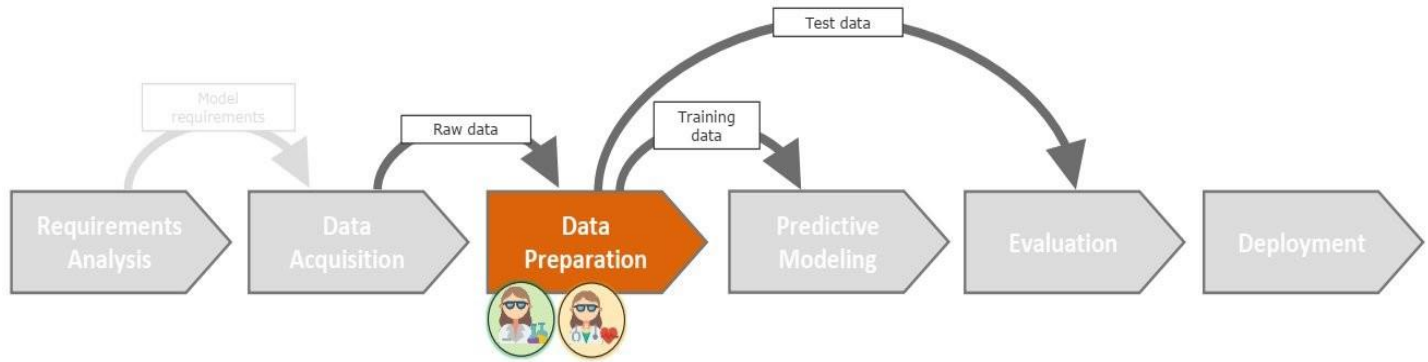 Test data
Model
requirements
Raw data
Training
data
Requirements
Analysis
Data
Acquisition
Data
Preparation
Predictive
Modeling
Evaluation
Deployment